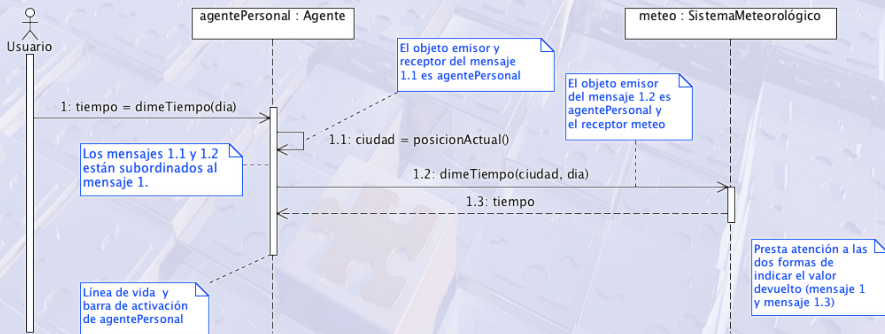 agentePersonal : Agente
meteo : SistemaMeteorológico
Usuario
El objeto emisor y
receptor del mensaje
1.1 es agentePersonal
El objeto emisor
del mensaje 1.2 es
agentePersonal y
el receptor meteo
1: tiempo = dimeTiempo(dia)
1.1: ciudad = posicionActual()
Los mensajes 1.1 y 1.2
están subordinados al
mensaje 1.
1.2: dimeTiempo(ciudad, dia)
1.3: tiempo
Presta atención a las
dos formas de
indicar el valor
devuelto (mensaje 1
y mensaje 1.3)
Línea de vida y
barra de activación
de agentePersonal